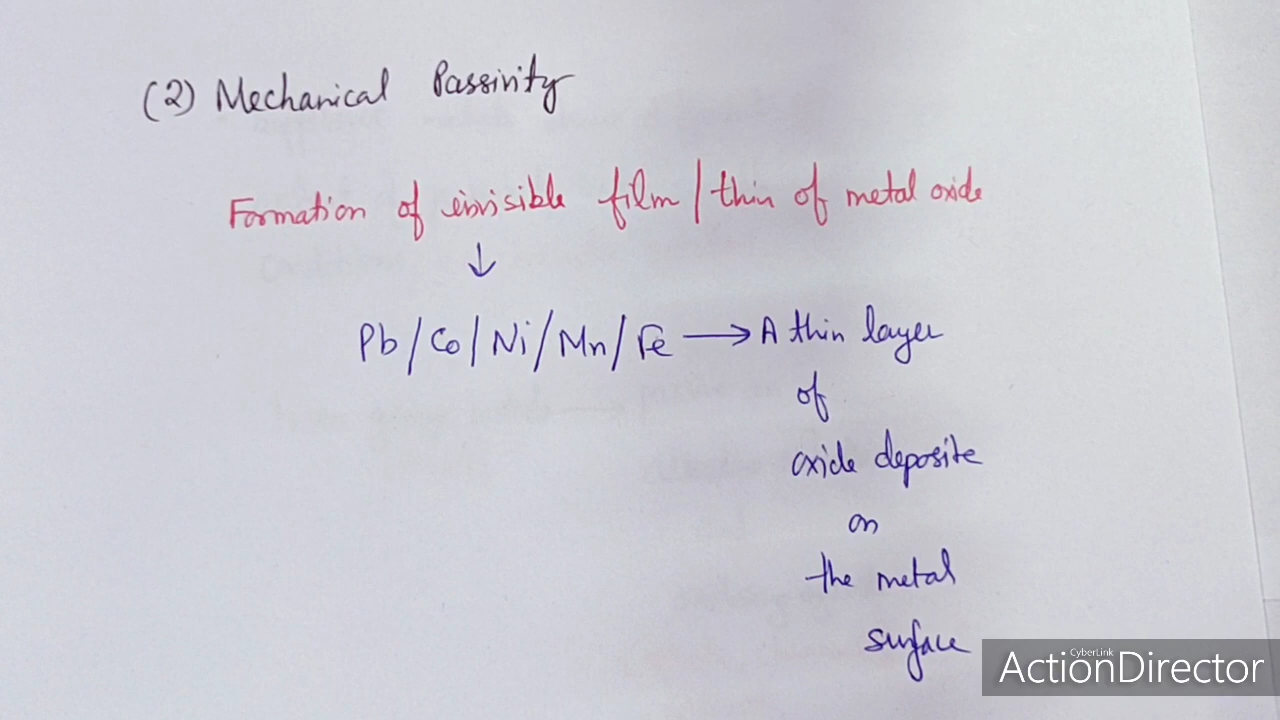 (2) Mechanical Passivity
Formation of invisible film / thin of metal oxide
↓
Pb / Co / Ni / Mn / Fe → A thin layer
of
oxide deposite
on
the metal
surface
CyberLink
ActionDirector